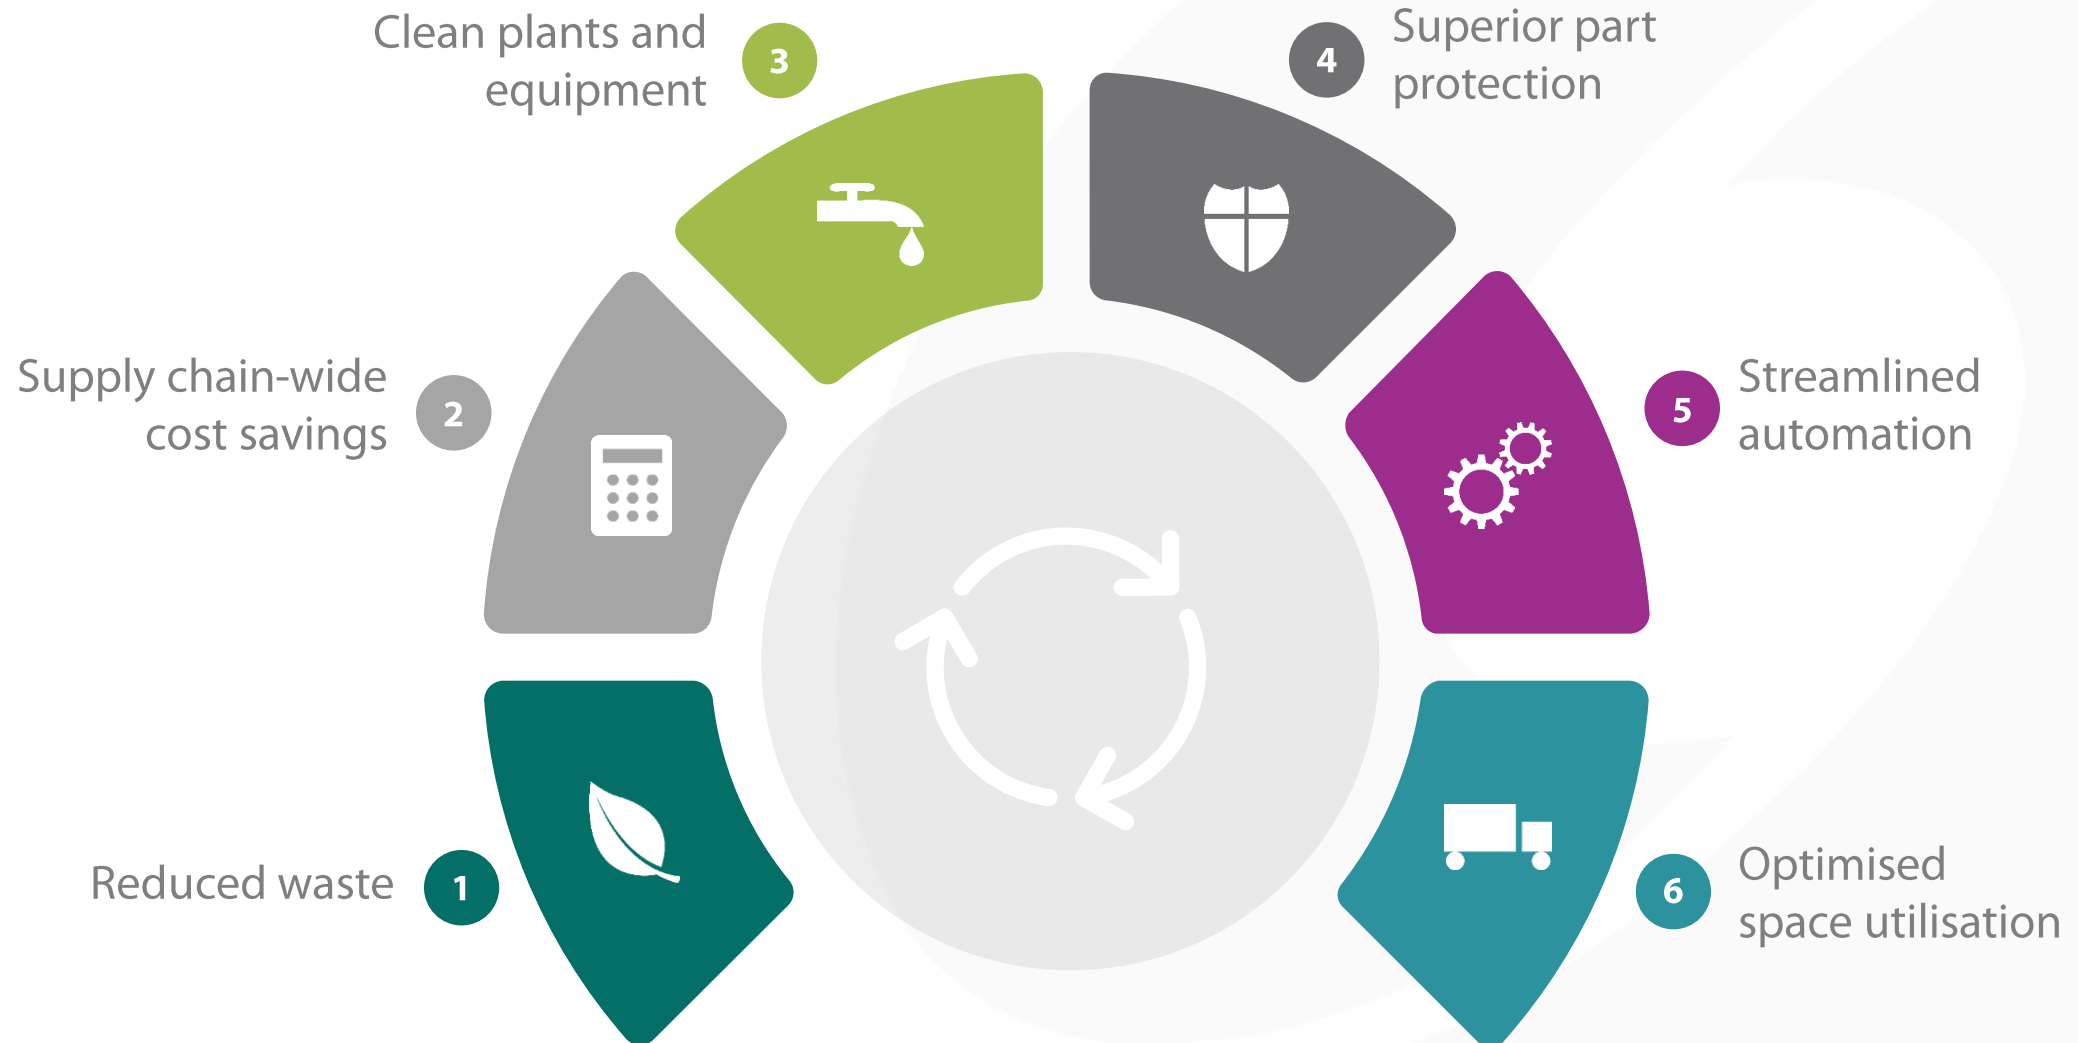 Clean plants and
equipment
3
4
Superior part
protection
Supply chain-wide
cost savings
2
5
Streamlined
automation
Reduced waste
1
6
Optimised
space utilisation